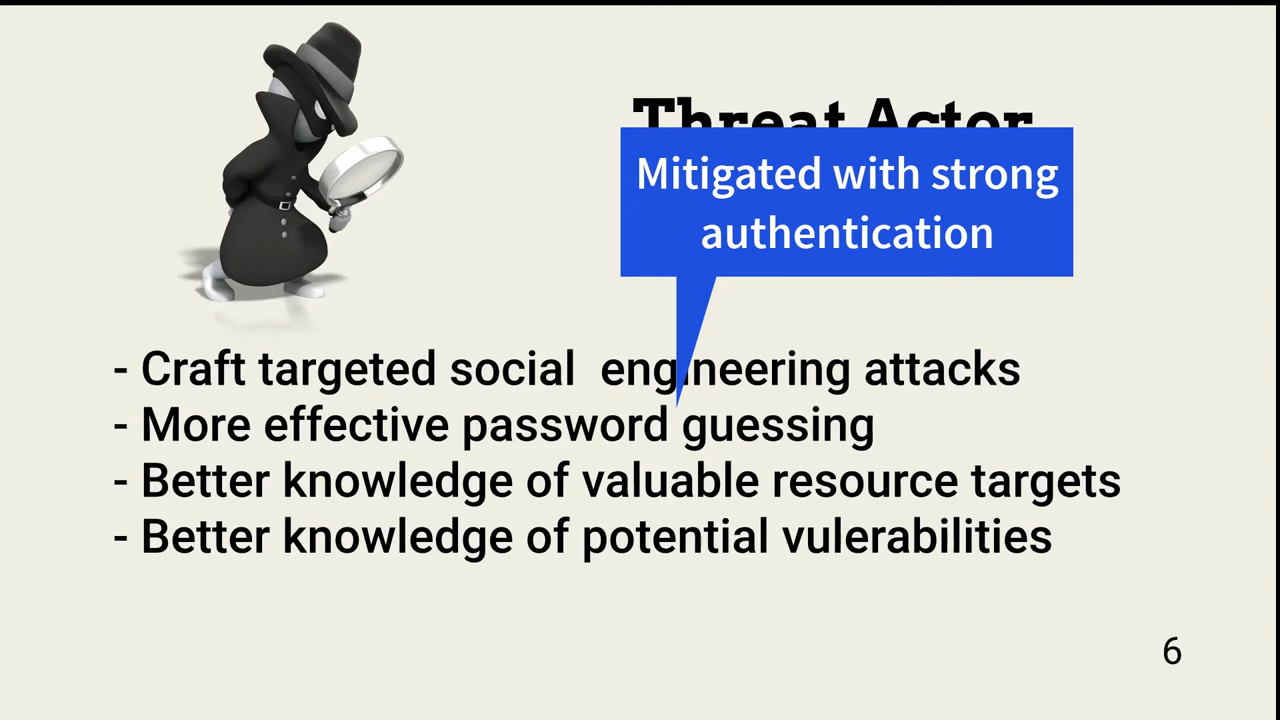 Threat Actor
Mitigated with strong
authentication
- Craft targeted social engineering attacks
- More effective password guessing
- Better knowledge of valuable resource targets
- Better knowledge of potential vulerabilities
6